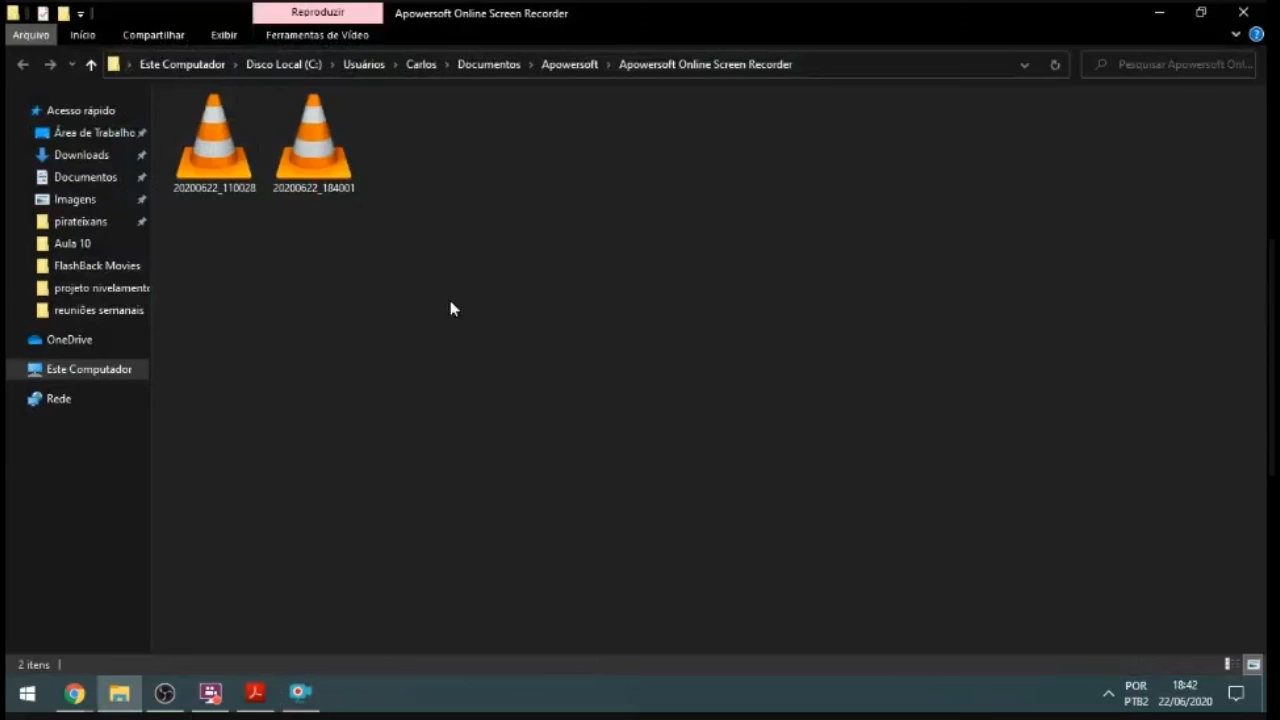 Reproduzir
Apowersoft Online Screen Recorder
Arquivo
Início
Compartilhar
Exibir
Ferramentas de Vídeo
Este Computador
Disco Local (C:)
Usuários
Carlos
Documentos
Apowersoft
Apowersoft Online Screen Recorder
Pesquisar Apowersoft Onl...
Acesso rápido
Área de Trabalho
Downloads
Documentos
Imagens
pirateixans
Aula 10
FlashBack Movies
projeto nivelamento
reuniões semanais
OneDrive
Este Computador
Rede
20200622_110028
20200622_184001
2 itens
POR
PTB2
18:42
22/06/2020